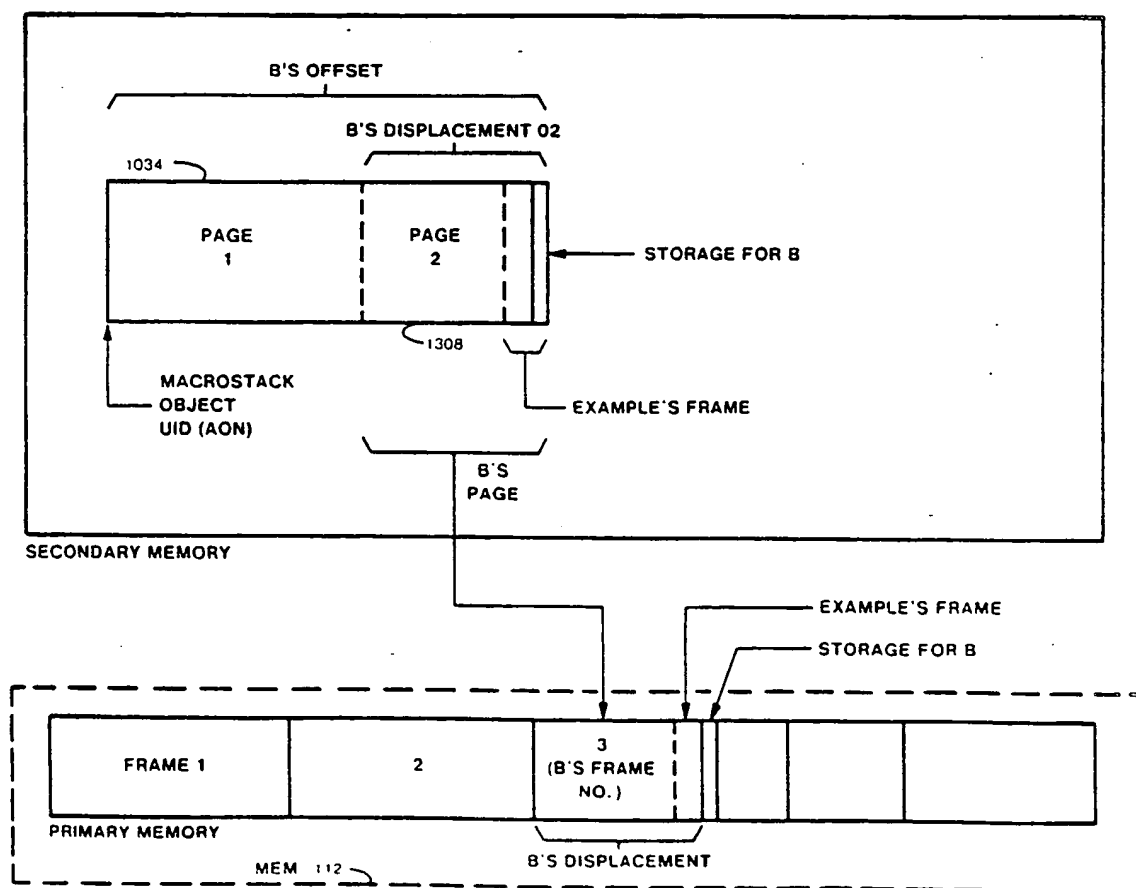 B'S OFFSET
B'S DISPLACEMENT 02
1034
PAGE
1
PAGE
2
STORAGE FOR B
1308
MACROSTACK
OBJECT
UID (AON)
EXAMPLE'S FRAME
B'S
PAGE
SECONDARY MEMORY
EXAMPLE'S FRAME
STORAGE FOR B
FRAME 1
2
3
(B'S FRAME
NO.)
PRIMARY MEMORY
B'S DISPLACEMENT
MEM 112